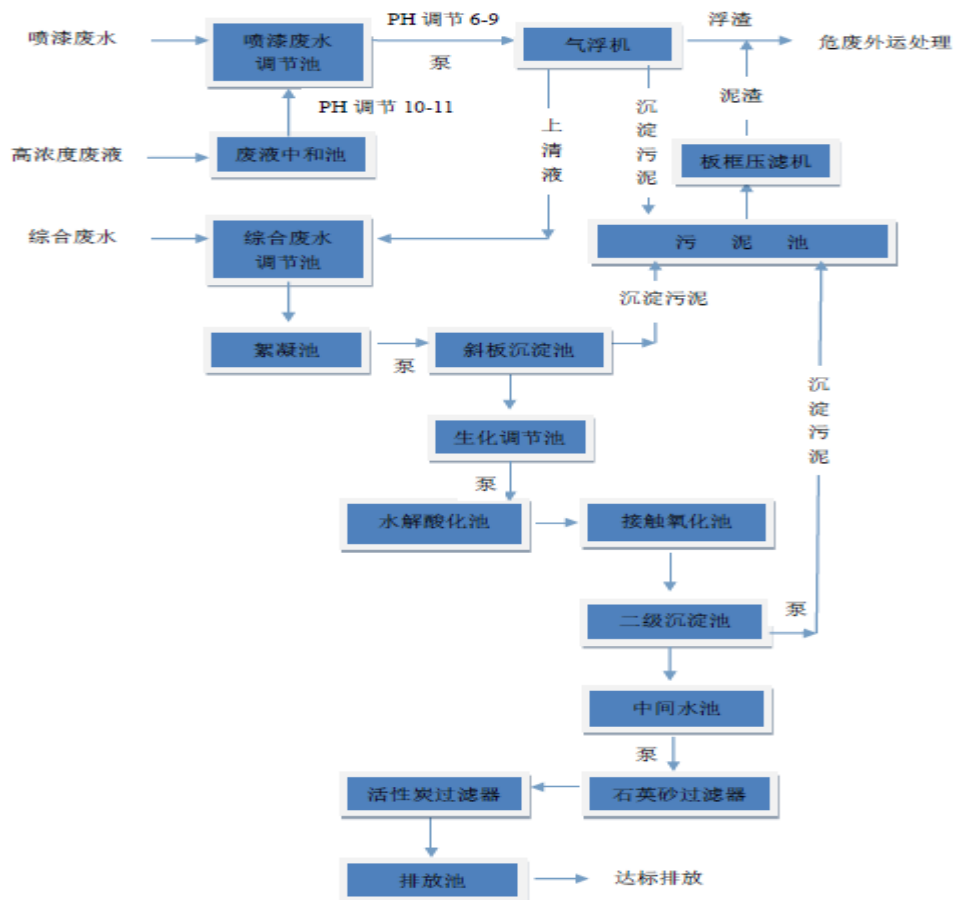 PH 调节 6-9
浮渣
喷漆废水
喷漆废水
调节池
泵
气浮机
危废外运处理
PH 调节 10-11
上清液
沉淀污泥
泥渣
高浓度废液
废液中和池
板框压滤机
综合废水
综合废水
调节池
污 泥 池
沉淀污泥
絮凝池
泵
斜板沉淀池
沉淀污泥
生化调节池
泵
水解酸化池
接触氧化池
二级沉淀池
泵
中间水池
泵
活性炭过滤器
石英砂过滤器
排放池
达标排放